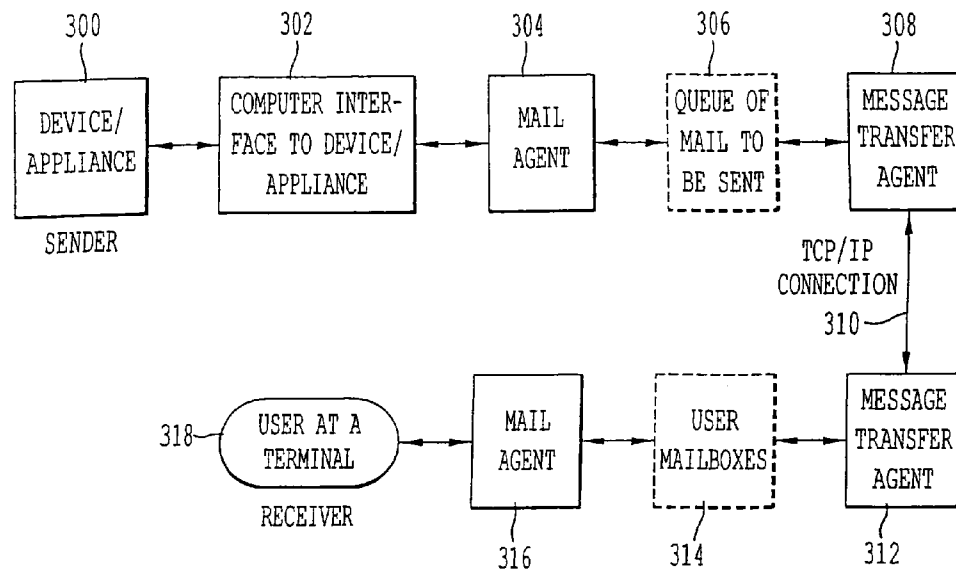 300
302
304
306
308
DEVICE/
APPLIANCE
COMPUTER INTER-
FACE TO DEVICE/
APPLIANCE
MAIL
AGENT
QUEUE OF
MAIL TO
BE SENT
MESSAGE
TRANSFER
AGENT
SENDER
TCP/IP
CONNECTION
310
318
USER AT A
TERMINAL
MAIL
AGENT
USER
MAILBOXES
MESSAGE
TRANSFER
AGENT
RECEIVER
316
314
312